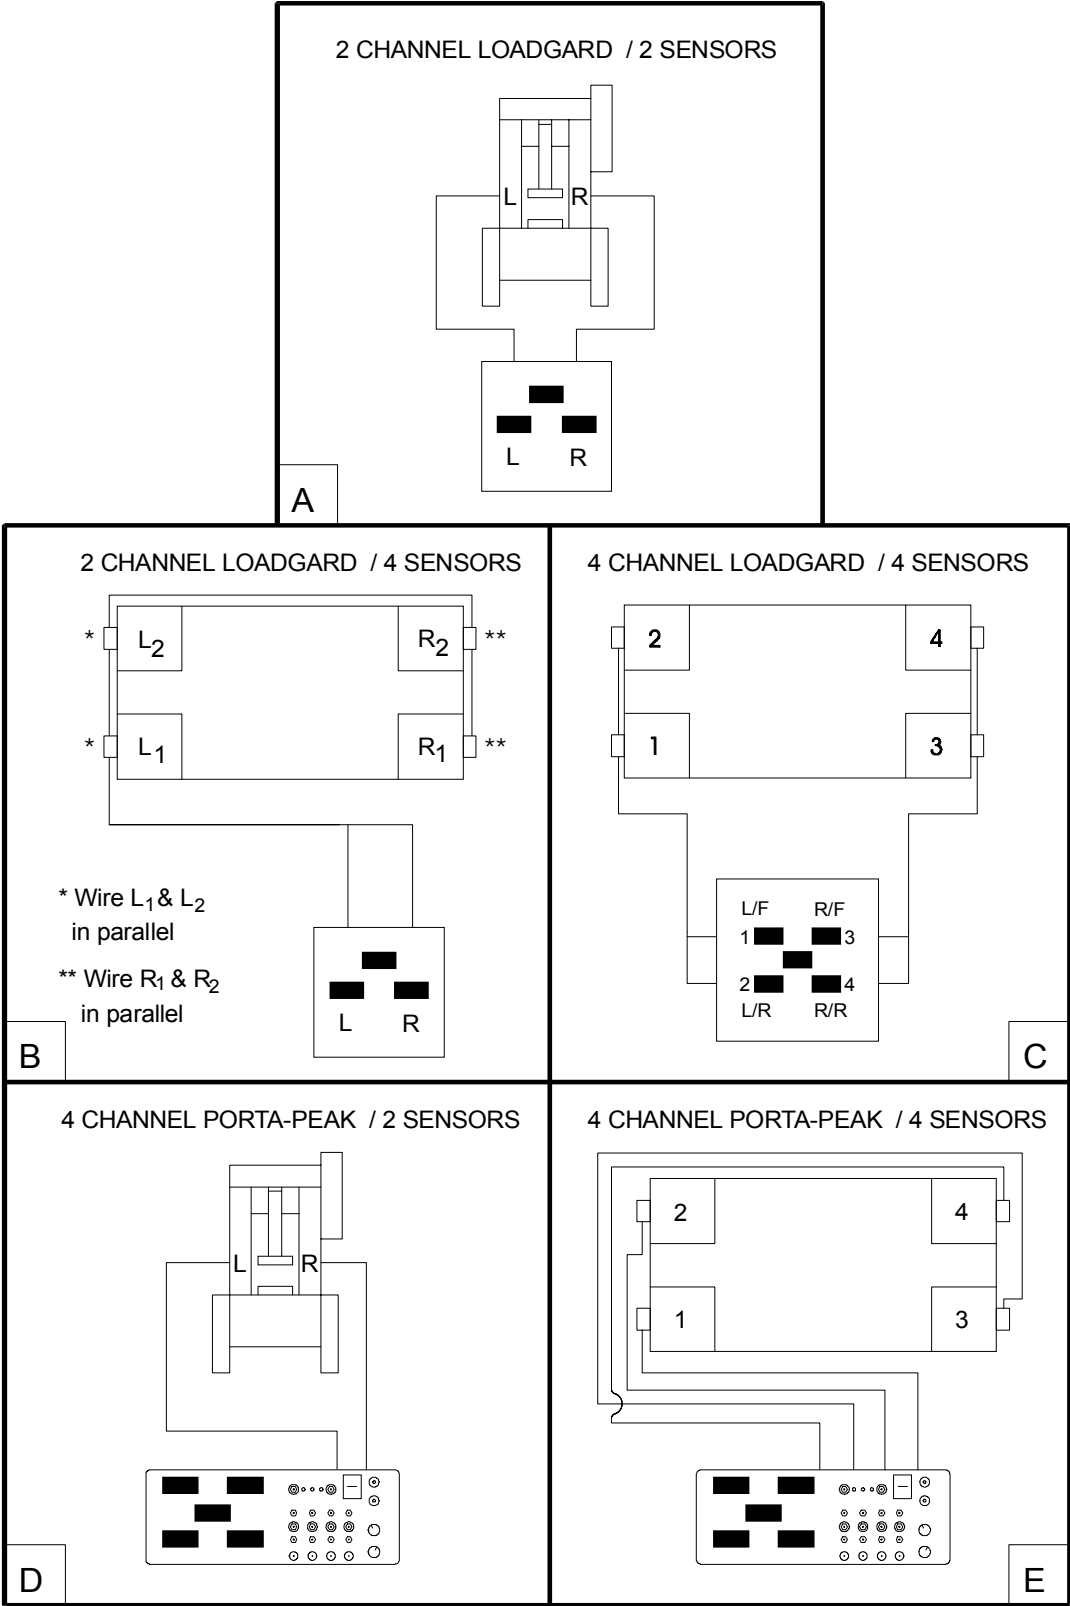 2 CHANNEL LOADGARD / 2 SENSORS
L R
L R
A
2 CHANNEL LOADGARD / 4 SENSORS
* L2 R2 **
* L1 R1 **
* Wire L1 & L2
in parallel
** Wire R1 & R2
in parallel
L R
B
4 CHANNEL LOADGARD / 4 SENSORS
2 4
1 3
L/F R/F
1 3
2 4
L/R R/R
C
4 CHANNEL PORTA-PEAK / 2 SENSORS
L R
D
4 CHANNEL PORTA-PEAK / 4 SENSORS
2 4
1 3
E